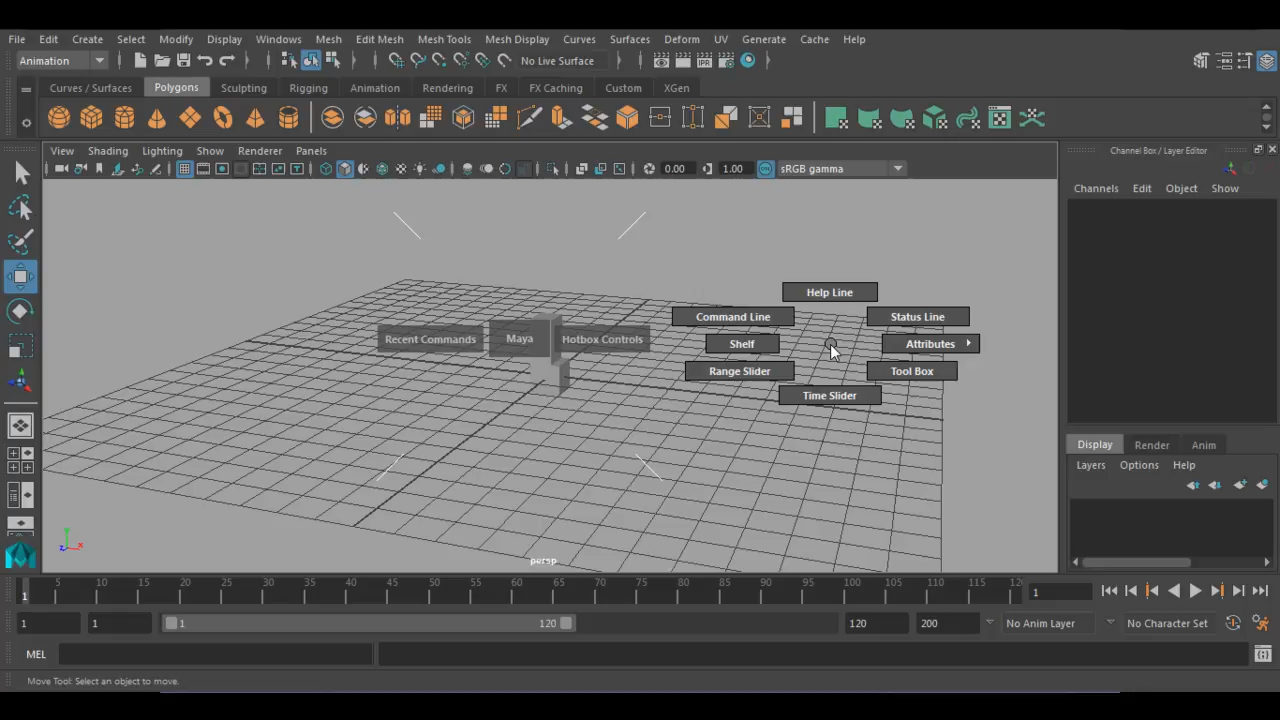 File Edit Create Select Modify Display Windows Mesh Edit Mesh Mesh Tools Mesh Display Curves Surfaces Deform UV Generate Cache Help
Animation No Live Surface IPR
Curves / Surfaces Polygons Sculpting Rigging Animation Rendering FX FX Caching Custom XGen
View Shading Lighting Show Renderer Panels
0.00 1.00 sRGB gamma
Channel Box / Layer Editor
Channels Edit Object Show
Help Line
Command Line Status Line
Recent Commands Maya Hotbox Controls Shelf Attributes
Range Slider Tool Box
Time Slider
Display Render Anim
Layers Options Help
persp
y
z x
5 10 15 20 25 30 35 40 45 50 55 60 65 70 75 80 85 90 95 100 105 110 115 12
1 1
1 1 1 120 120 200 No Anim Layer No Character Set
MEL
Move Tool: Select an object to move.